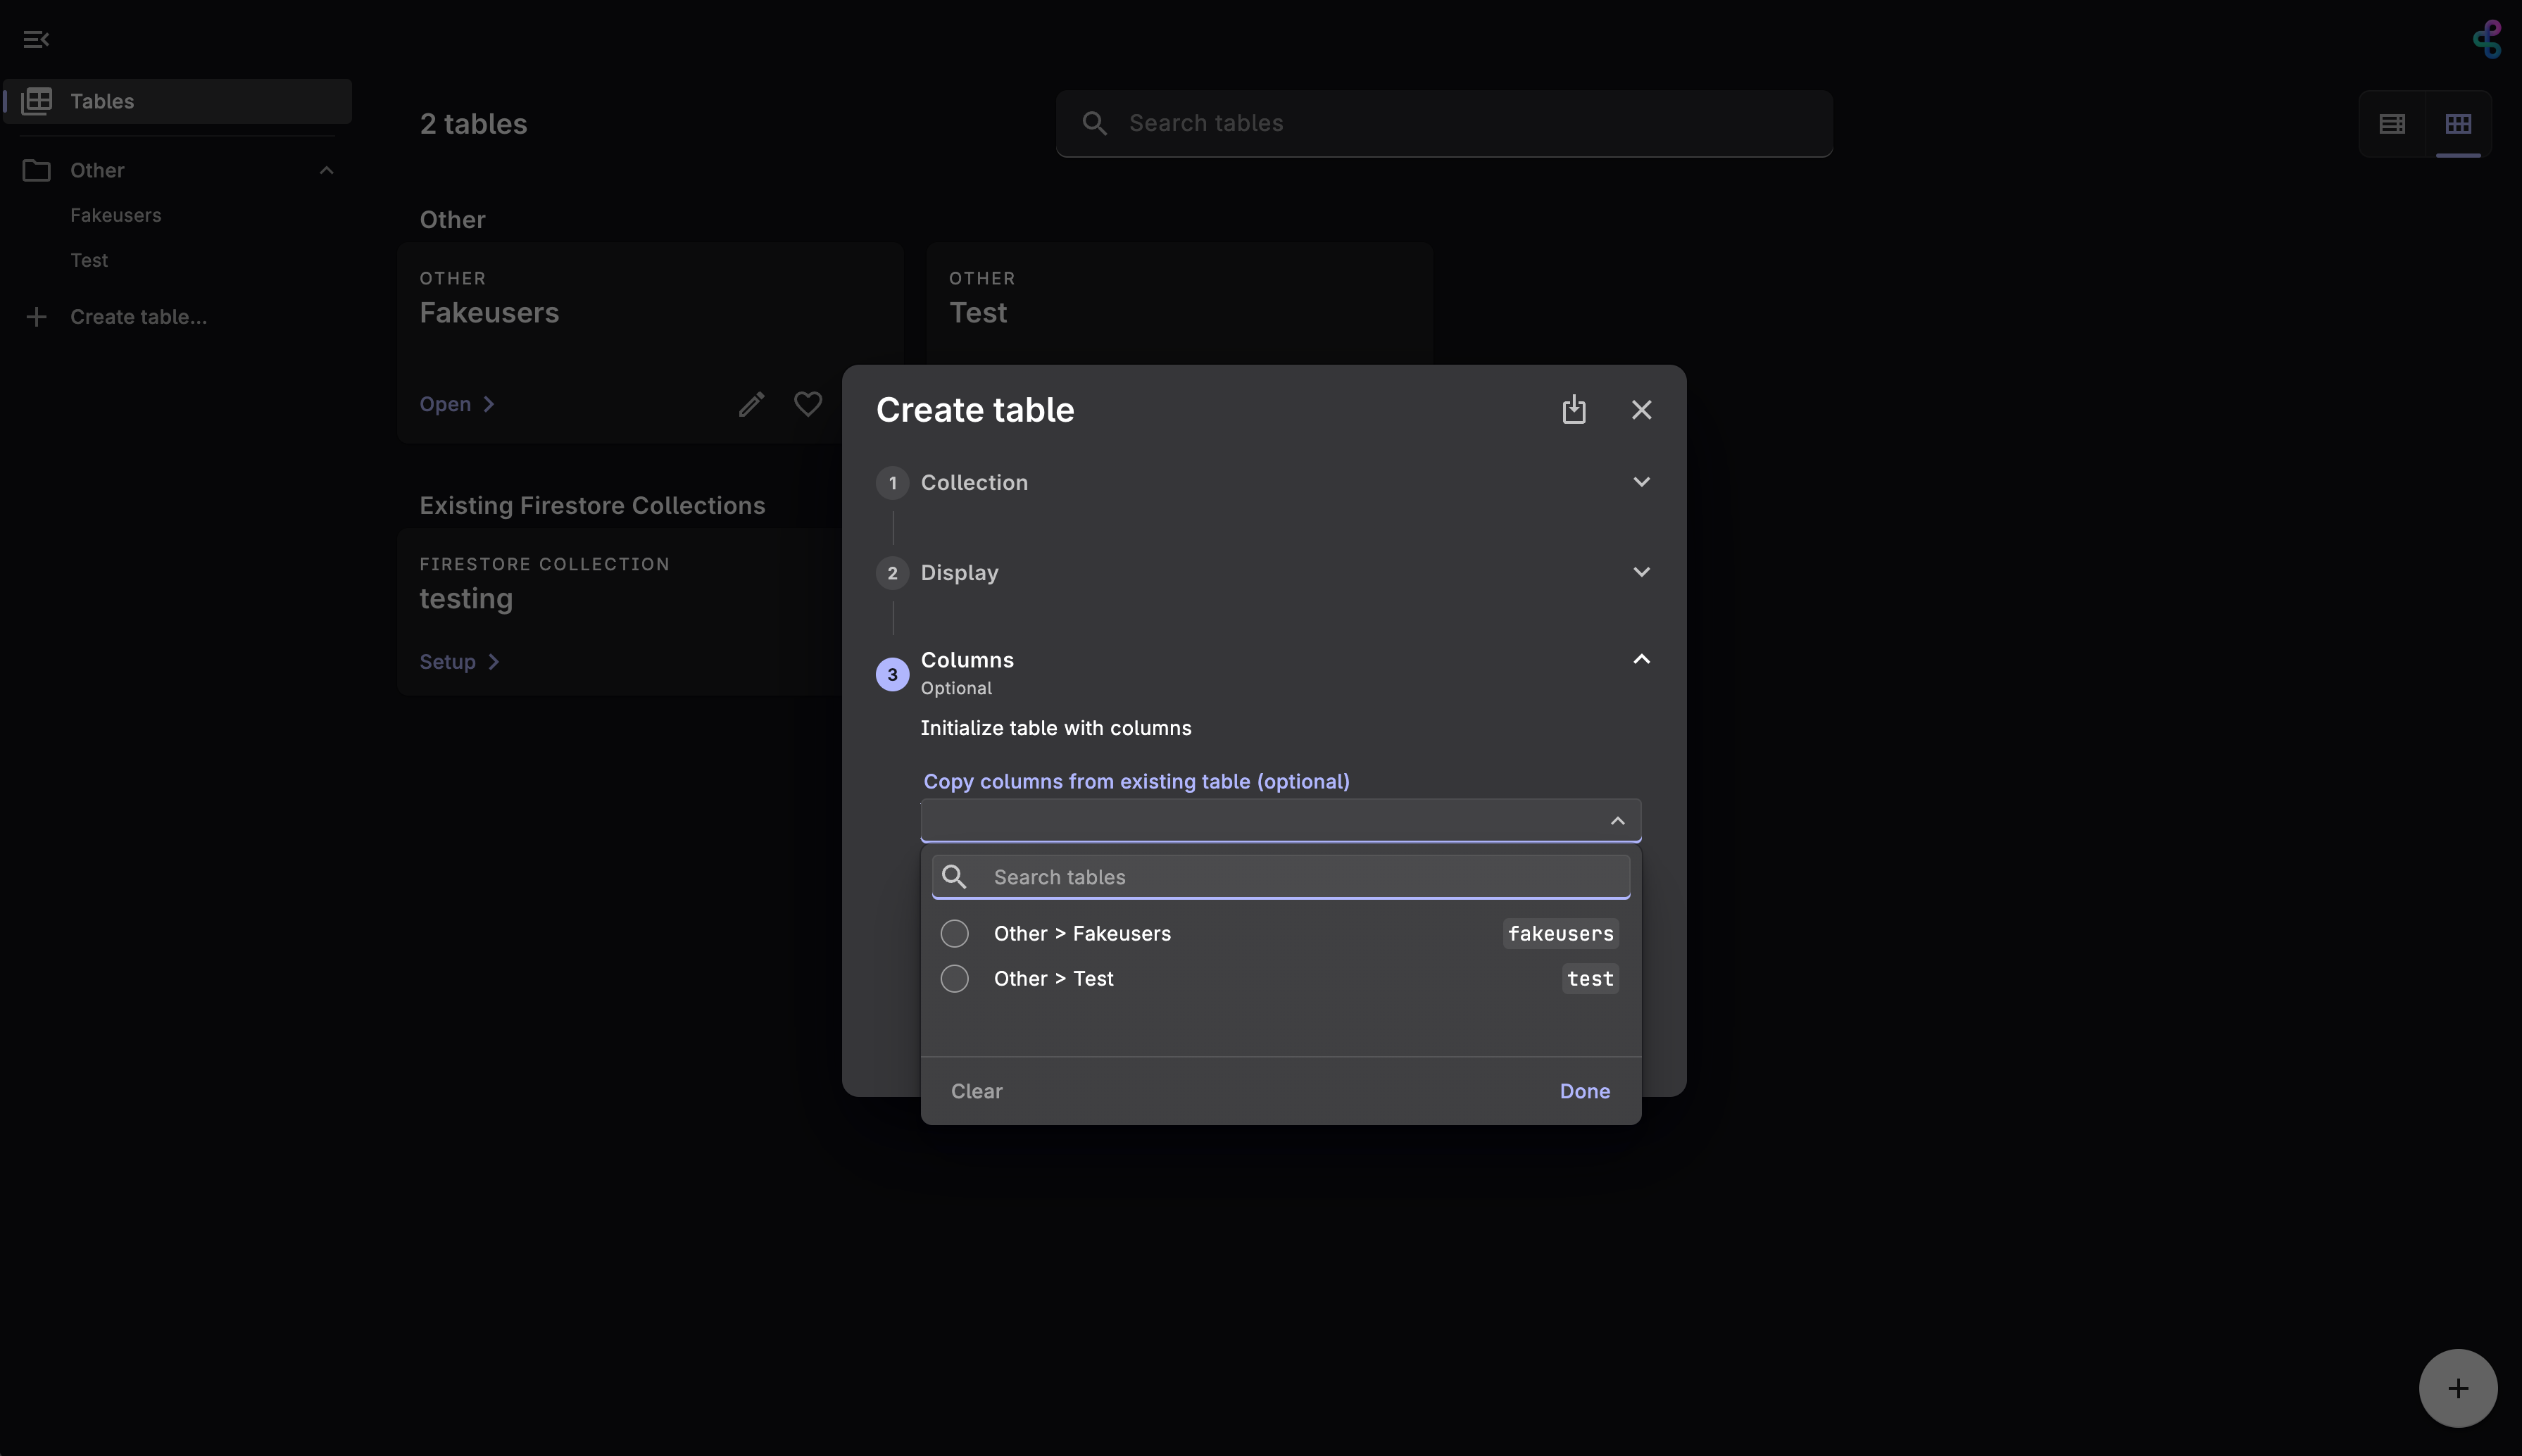 Tables
Other
Fakeusers
Test
Create table...
2 tables
Search tables
Other
OTHER
Fakeusers
Open
OTHER
Test
Existing Firestore Collections
FIRESTORE COLLECTION
testing
Setup
Create table
1 Collection
2 Display
3 Columns
Optional
Initialize table with columns
Copy columns from existing table (optional)
Search tables
Other > Fakeusers fakeusers
Other > Test test
Clear Done